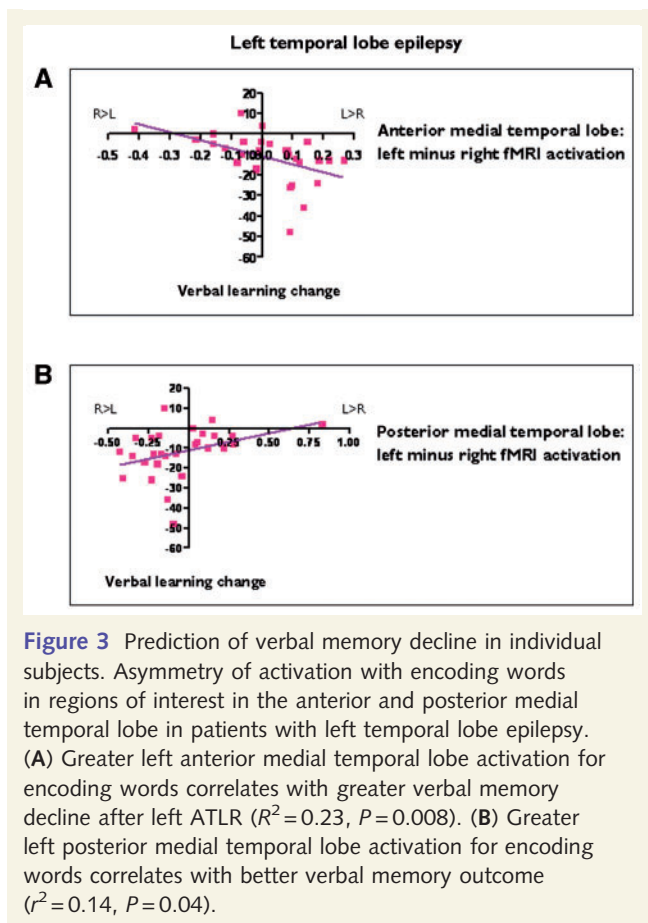 Left temporal lobe epilepsy
A
20
R>L 10 L>R
-0.5 -0.4 -0.3 -0.2 -0.1 0.0 0.1 0.2 0.3
Anterior medial temporal lobe:
left minus right fMRI activation
-10
-20
-30
-40
-50
-60
Verbal learning change
B
20
R>L 10 L>R
-0.50 -0.25 0.25 0.50 0.75 1.00
Posterior medial temporal lobe:
left minus right fMRI activation
-10
-20
-30
-40
-50
-60
Verbal learning change
Figure 3 Prediction of verbal memory decline in individual
subjects. Asymmetry of activation with encoding words
in regions of interest in the anterior and posterior medial
temporal lobe in patients with left temporal lobe epilepsy.
(A) Greater left anterior medial temporal lobe activation for
encoding words correlates with greater verbal memory
decline after left ATLR (R² = 0.23, P = 0.008). (B) Greater
left posterior medial temporal lobe activation for encoding
words correlates with better verbal memory outcome
(r² = 0.14, P = 0.04).